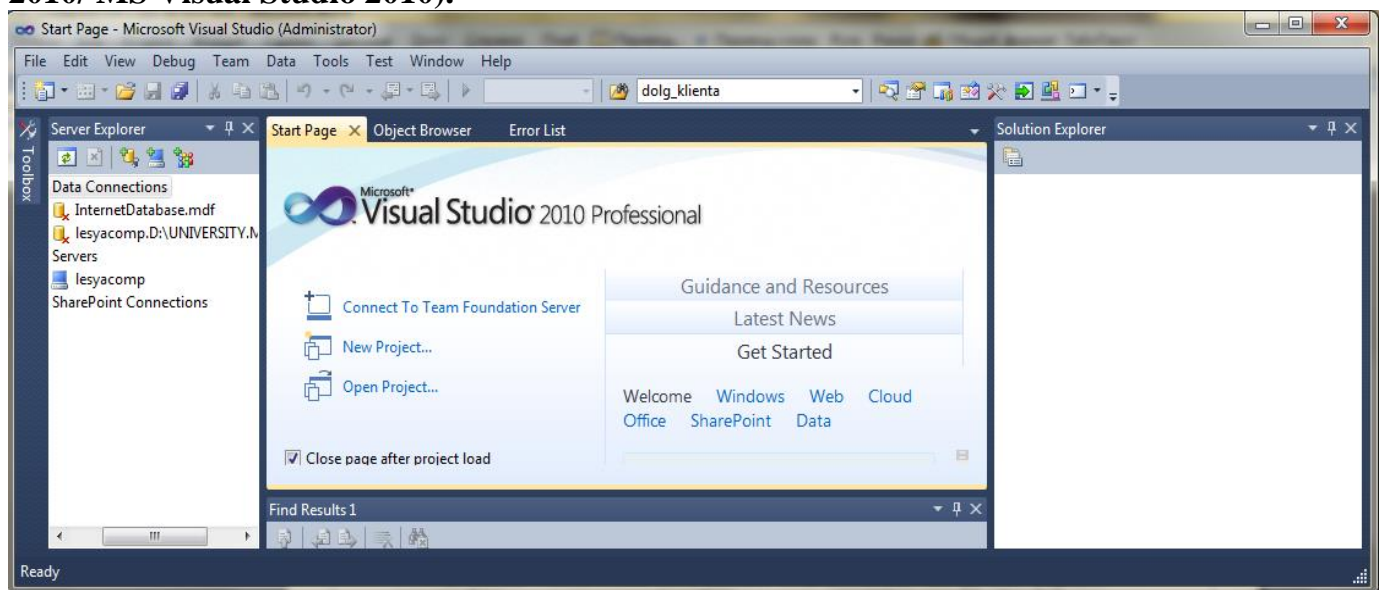 2010/ MS Visual Studio 2010).
Start Page - Microsoft Visual Studio (Administrator)
File Edit View Debug Team Data Tools Test Window Help
dolg_klienta
Toolbox
Server Explorer
Data Connections
InternetDatabase.mdf
lesyacomp.D:\UNIVERSITY.M
Servers
lesyacomp
SharePoint Connections
Start Page Object Browser Error List
Microsoft
Visual Studio 2010 Professional
Connect To Team Foundation Server
New Project...
Open Project...
Close page after project load
Guidance and Resources
Latest News
Get Started
Welcome Windows Web Cloud
Office SharePoint Data
Find Results 1
Solution Explorer
Ready